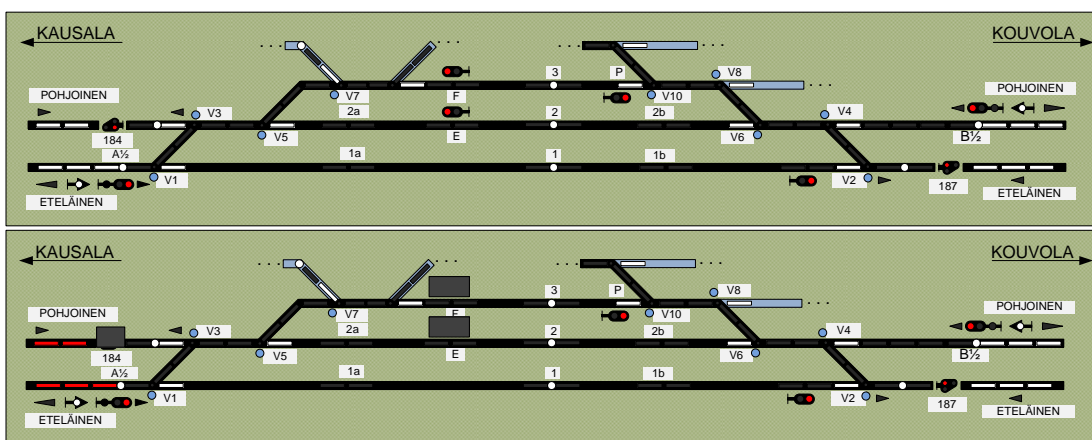 KAUSALA KOUVOLA
3 P V8
POHJOINEN V7 F V10 POHJOINEN
V3 2a 2 2b V4
184 V5 E V6 B½
A½ 1a 1 1b
V1 V2 187
ETELÄINEN ETELÄINEN
KAUSALA KOUVOLA
3 P V8
POHJOINEN V7 V10 POHJOINEN
V3 2a 2 2b V4
184 V5 E V6 B½
A½ 1a 1 1b
V1 V2 187
ETELÄINEN ETELÄINEN